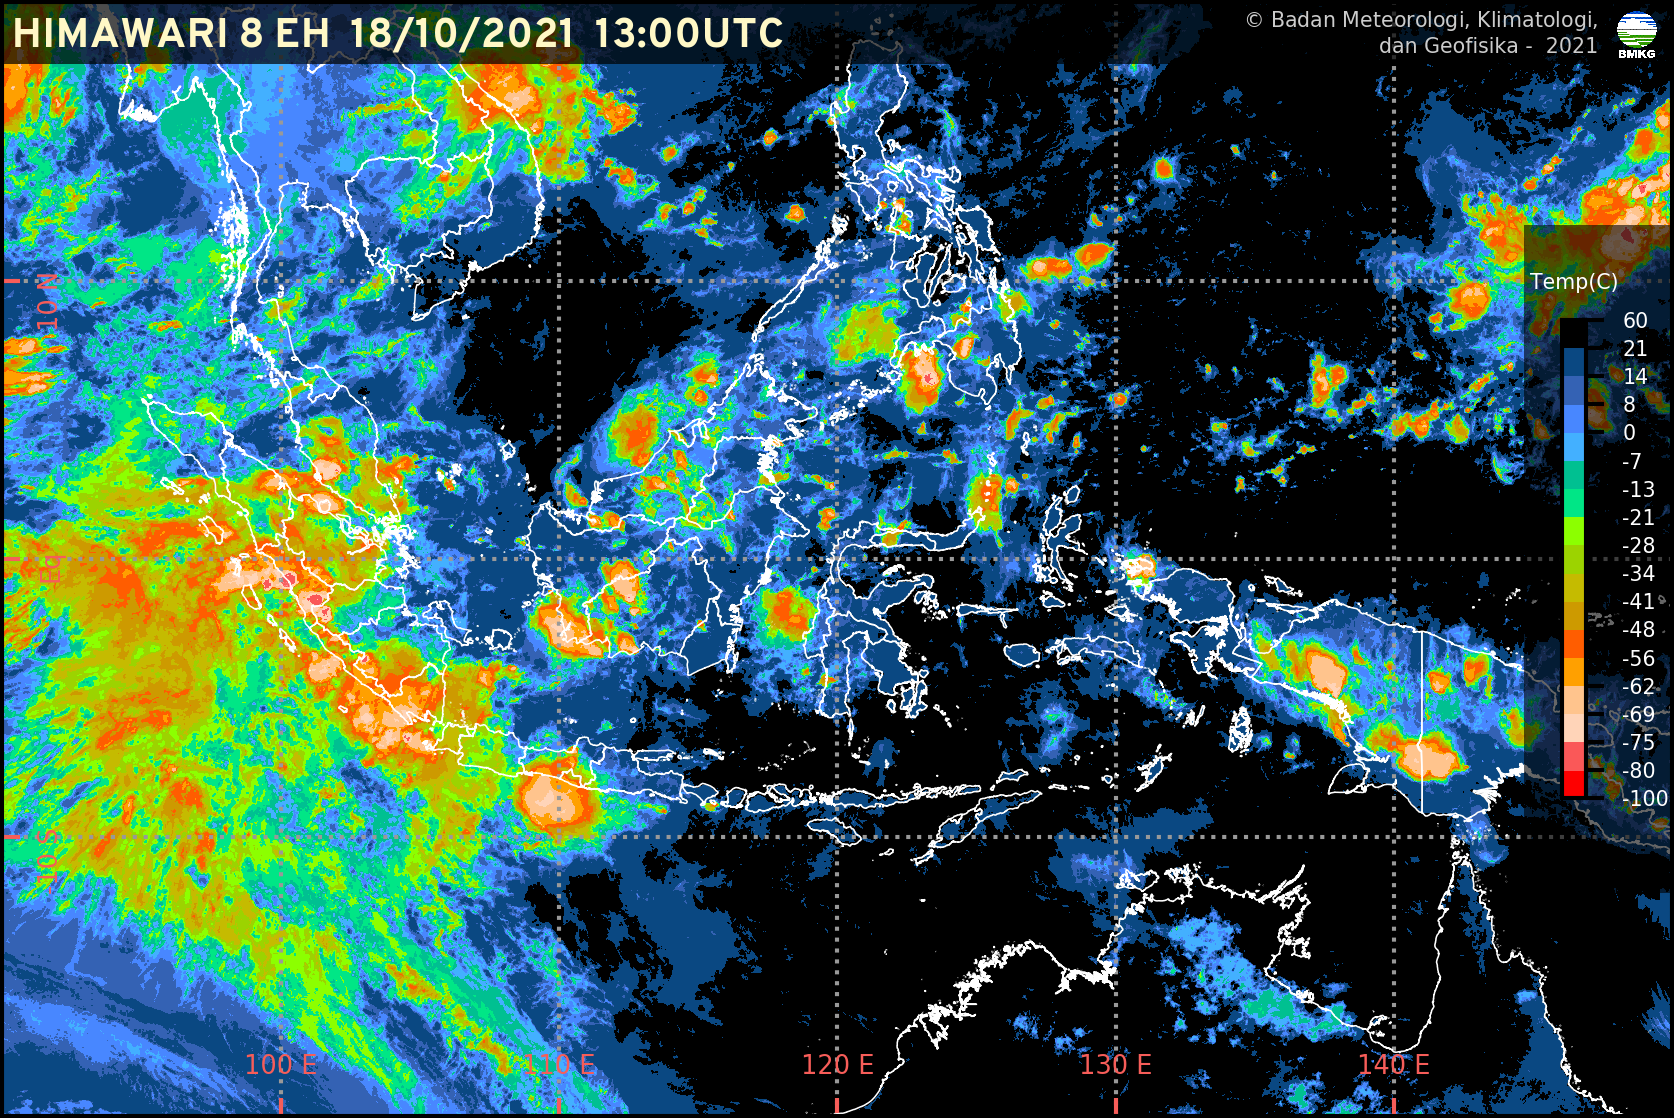 HIMAWARI 8 EH 18/10/2021 13:00UTC
© Badan Meteorologi, Klimatologi,
dan Geofisika - 2021
BMKG
10 N
Eq
10 S
Temp(C)
60
21
14
8
0
-7
-13
-21
-28
-34
-41
-48
-56
-62
-69
-75
-80
-100
100 E
110 E
120 E
130 E
140 E